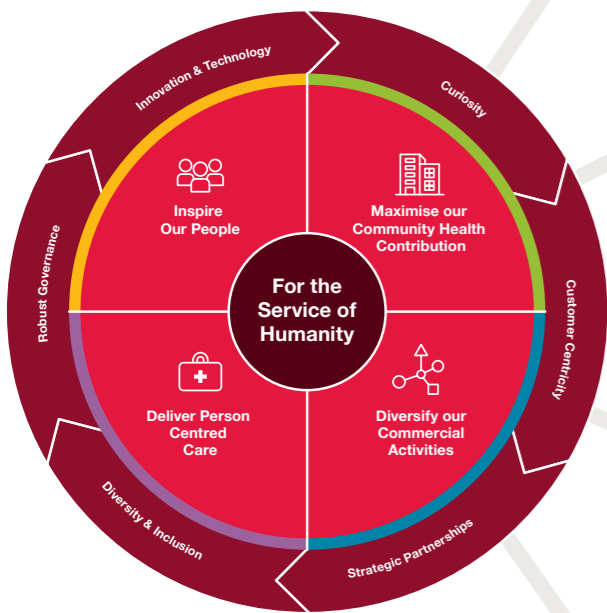 Innovation & Technology
Curiosity
Inspire
Our People
Maximise our
Community Health
Contribution
Robust Governance
For the
Service of
Humanity
Customer Centricity
Deliver Person
Centred
Care
Diversify our
Commercial
Activities
Diversity & Inclusion
Strategic Partnerships